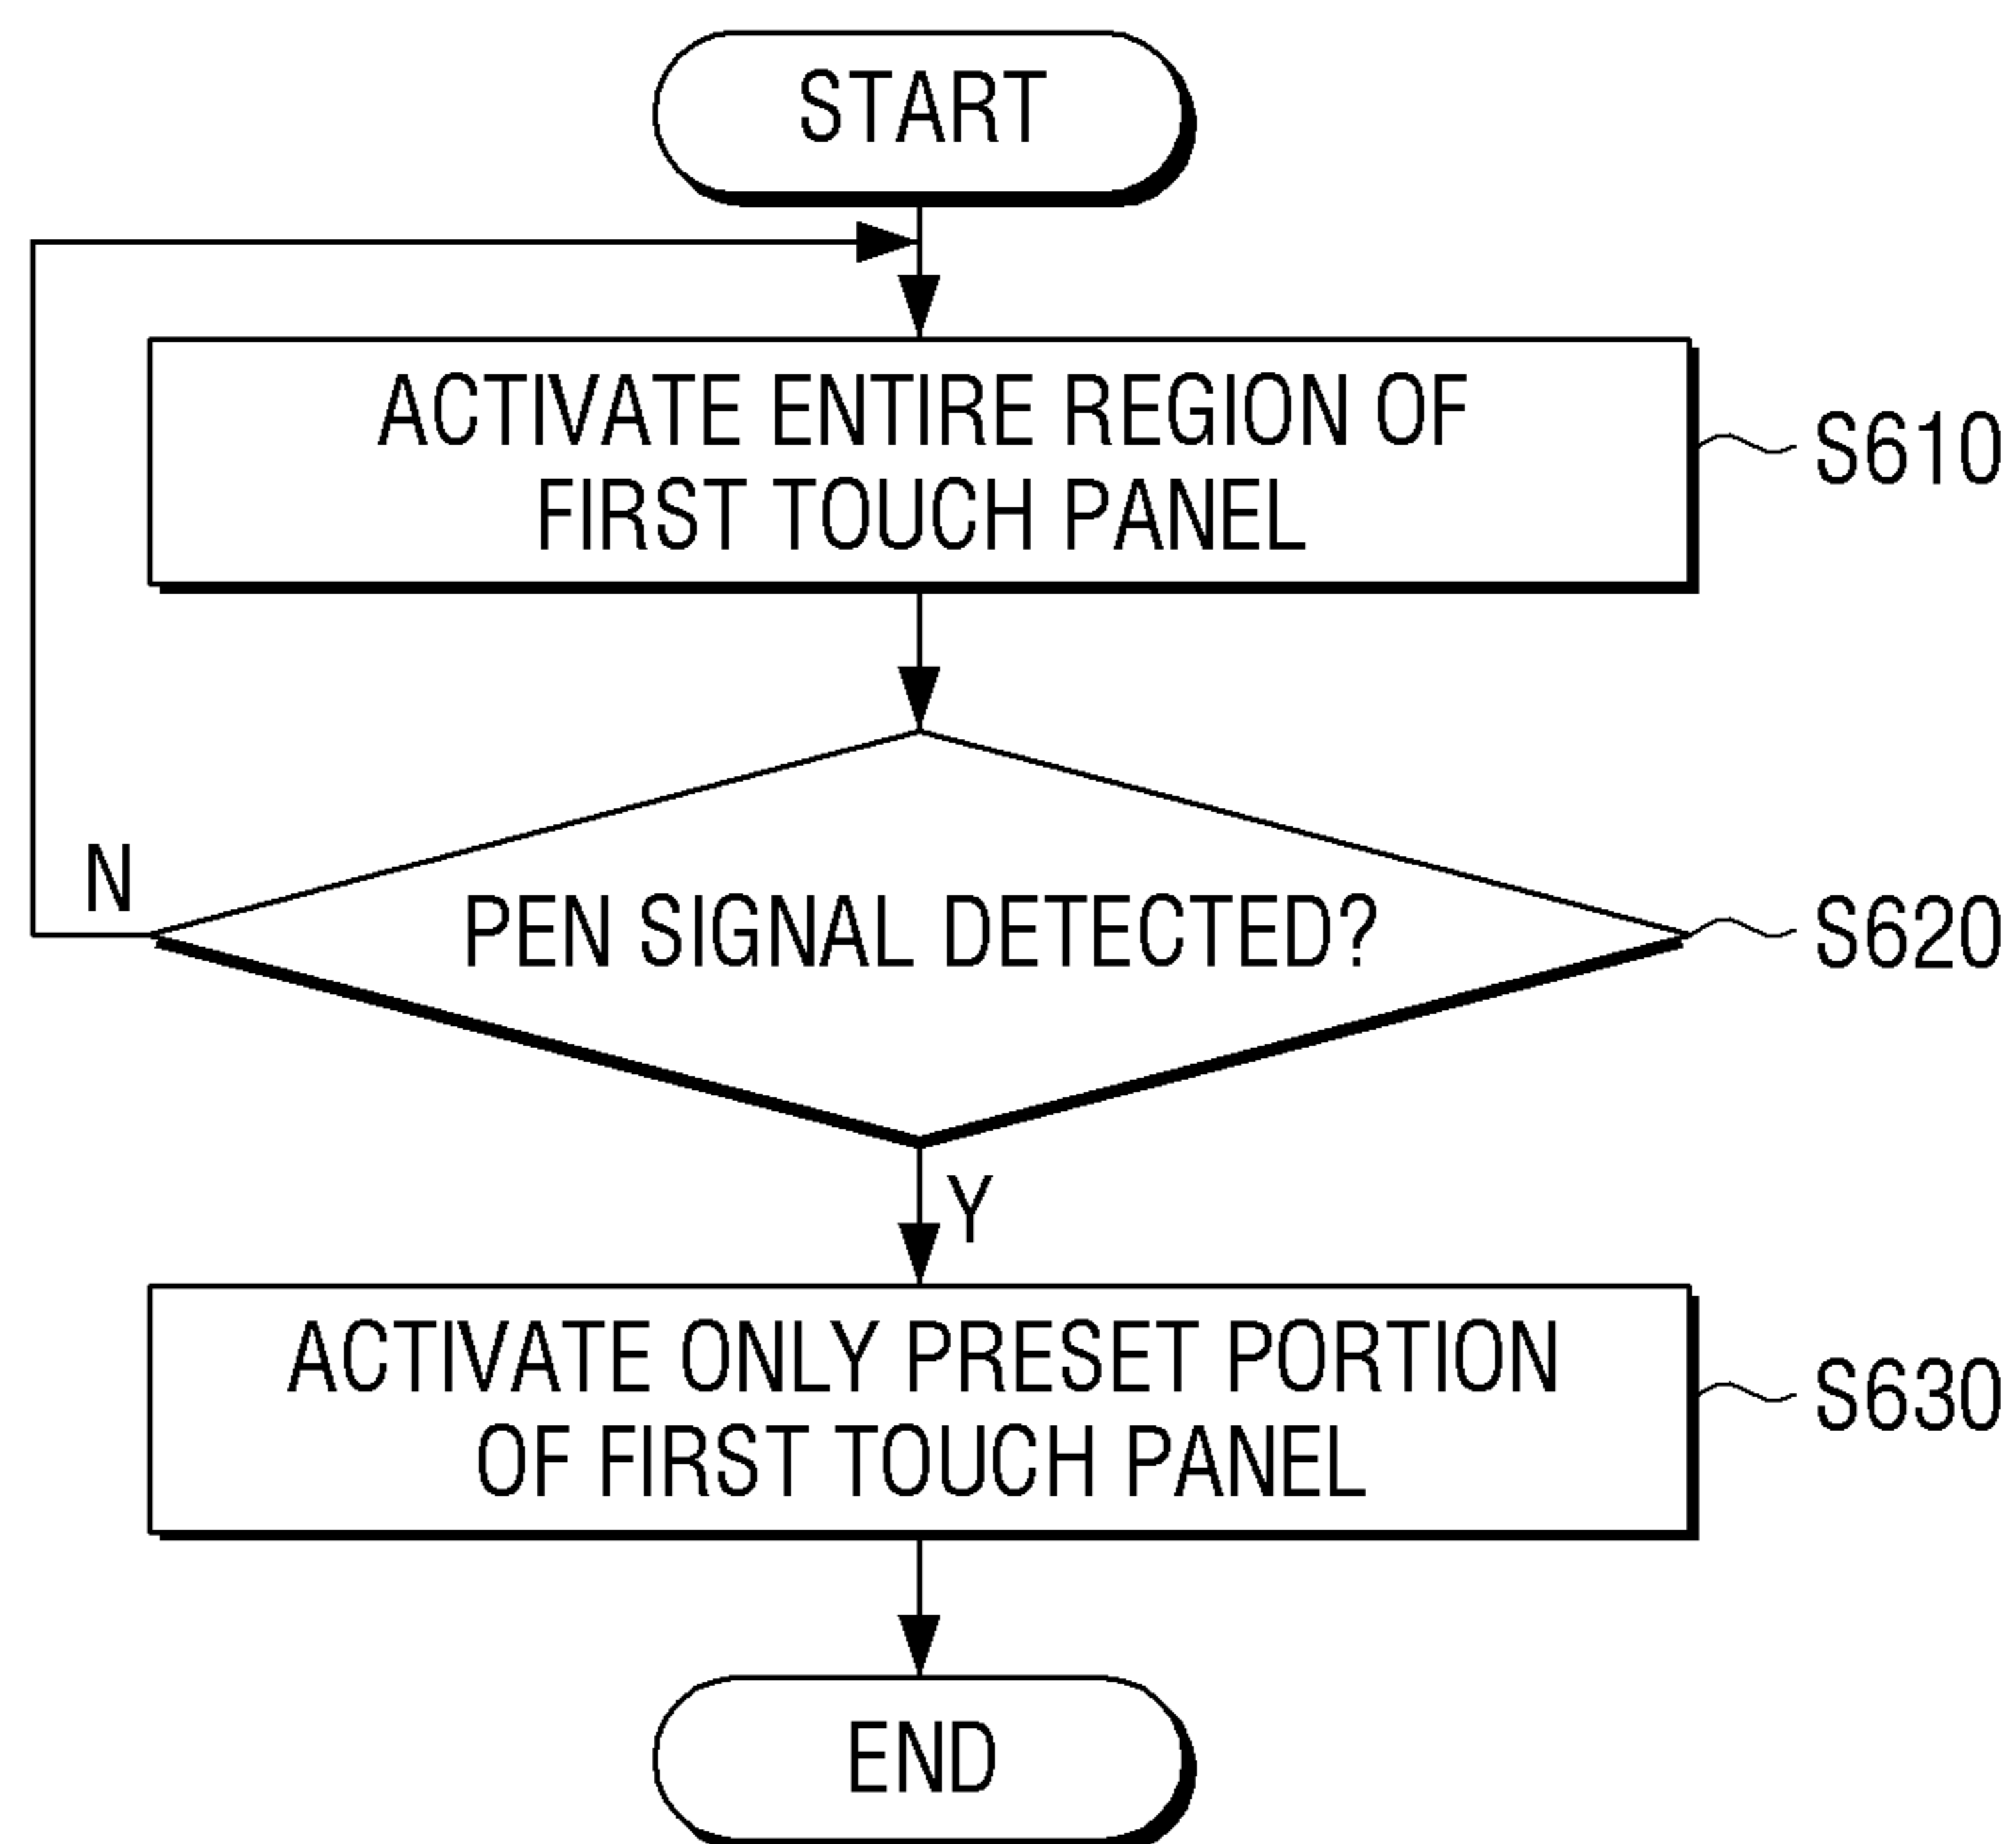 START
ACTIVATE ENTIRE REGION OF
FIRST TOUCH PANEL
S610
N
PEN SIGNAL DETECTED?
S620
Y
ACTIVATE ONLY PRESET PORTION
OF FIRST TOUCH PANEL
S630
END